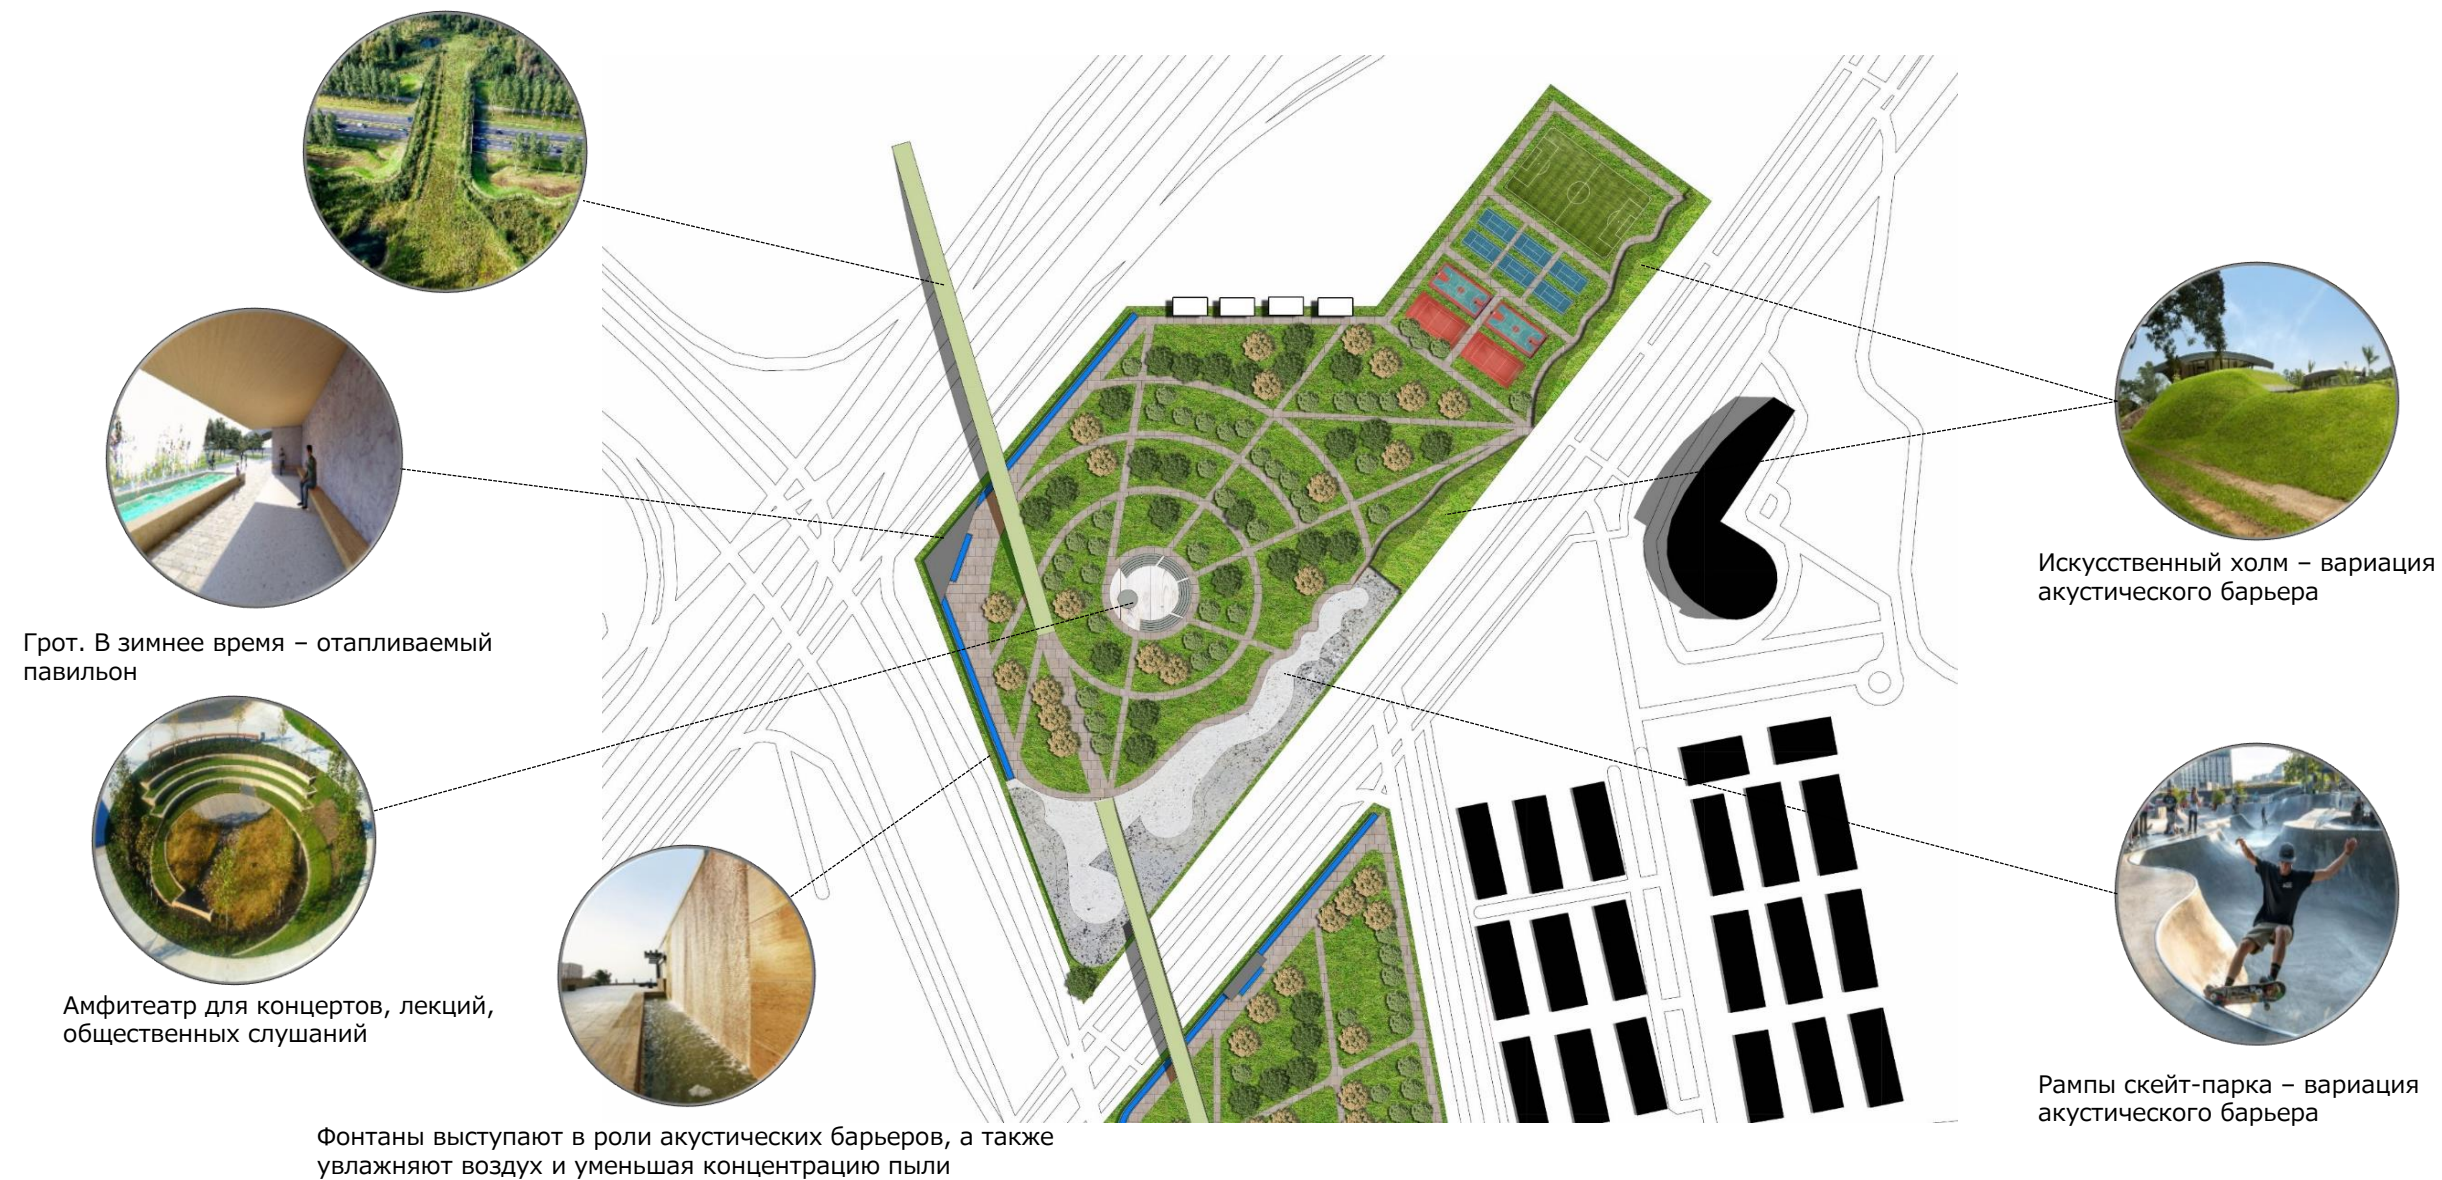 Грот. В зимнее время – отапливаемый
павильон
Амфитеатр для концертов, лекций,
общественных слушаний
Фонтаны выступают в роли акустических барьеров, а также
увлажняют воздух и уменьшая концентрацию пыли
Искусственный холм – вариация
акустического барьера
Рампы скейт-парка – вариация
акустического барьера